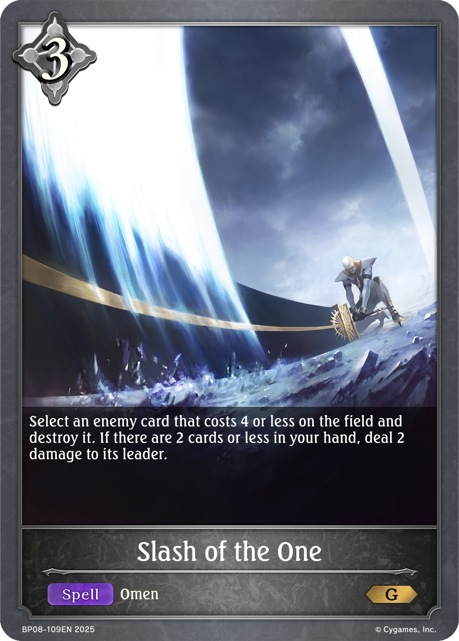 3
Select an enemy card that costs 4 or less on the field and
destroy it. If there are 2 cards or less in your hand, deal 2
damage to its leader.
Slash of the One
Spell Omen G
BP08-109EN 2025 © Cygames, Inc.